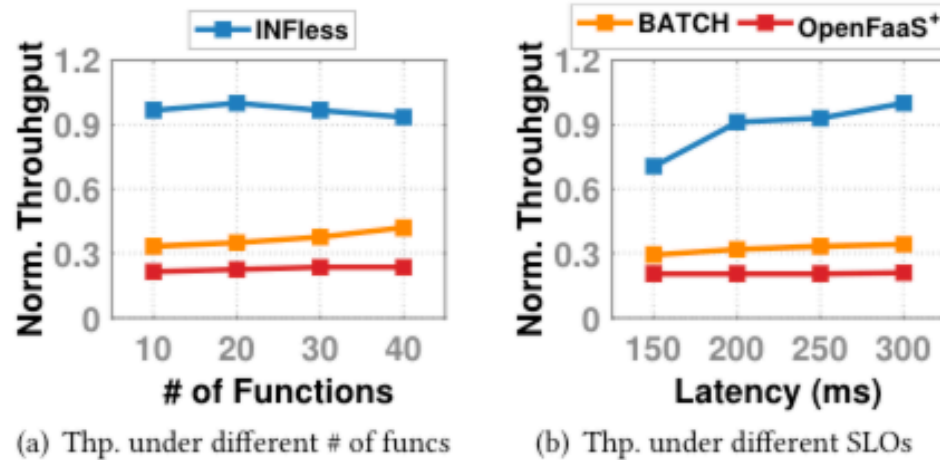 INFless
BATCH OpenFaaS+
Norm. Throuhgput
1.2
0.9
0.6
0.3
0
10 20 30 40
# of Functions
(a) Thp. under different # of funcs
Norm. Throuhgput
1.2
0.9
0.6
0.3
0
150 200 250 300
Latency (ms)
(b) Thp. under different SLOs